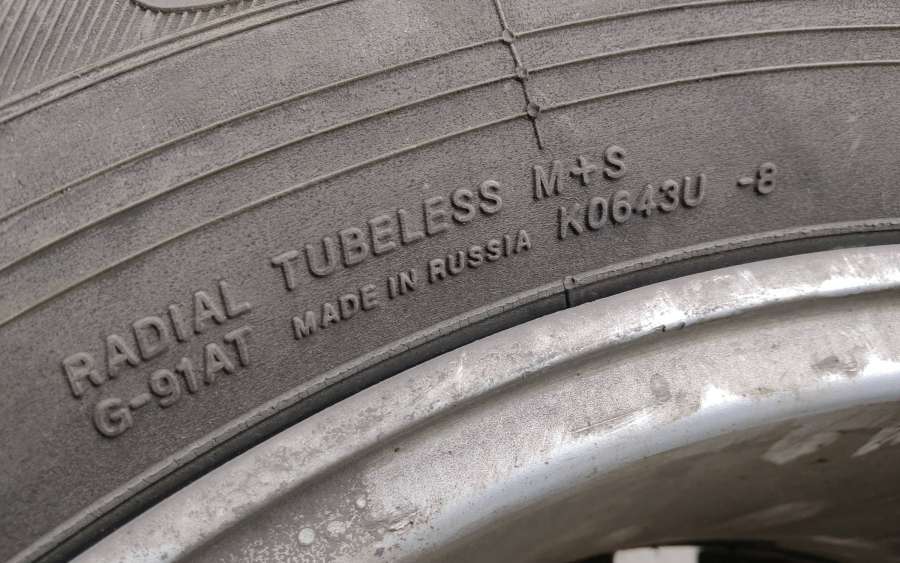 RADIAL TUBELESS M+S
G-91AT MADE IN RUSSIA K0643U -8